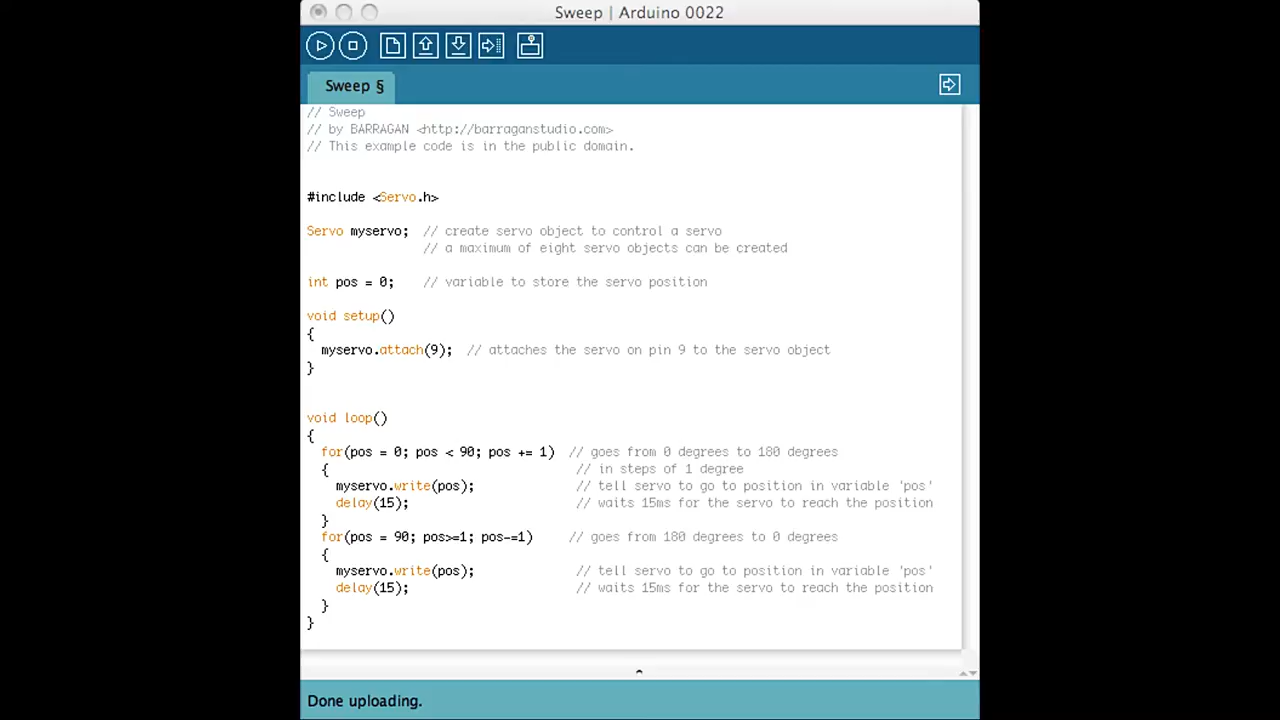 Sweep | Arduino 0022
Sweep §
// Sweep
// by BARRAGAN <http://barraganstudio.com>
// This example code is in the public domain.
#include <Servo.h>
Servo myservo;  // create servo object to control a servo
                // a maximum of eight servo objects can be created
int pos = 0;    // variable to store the servo position
void setup()
{
  myservo.attach(9);  // attaches the servo on pin 9 to the servo object
}
void loop()
{
  for(pos = 0; pos < 90; pos += 1)  // goes from 0 degrees to 180 degrees
  {                                  // in steps of 1 degree
    myservo.write(pos);              // tell servo to go to position in variable 'pos'
    delay(15);                       // waits 15ms for the servo to reach the position
  }
  for(pos = 90; pos>=1; pos-=1)     // goes from 180 degrees to 0 degrees
  {
    myservo.write(pos);              // tell servo to go to position in variable 'pos'
    delay(15);                       // waits 15ms for the servo to reach the position
  }
}
Done uploading.